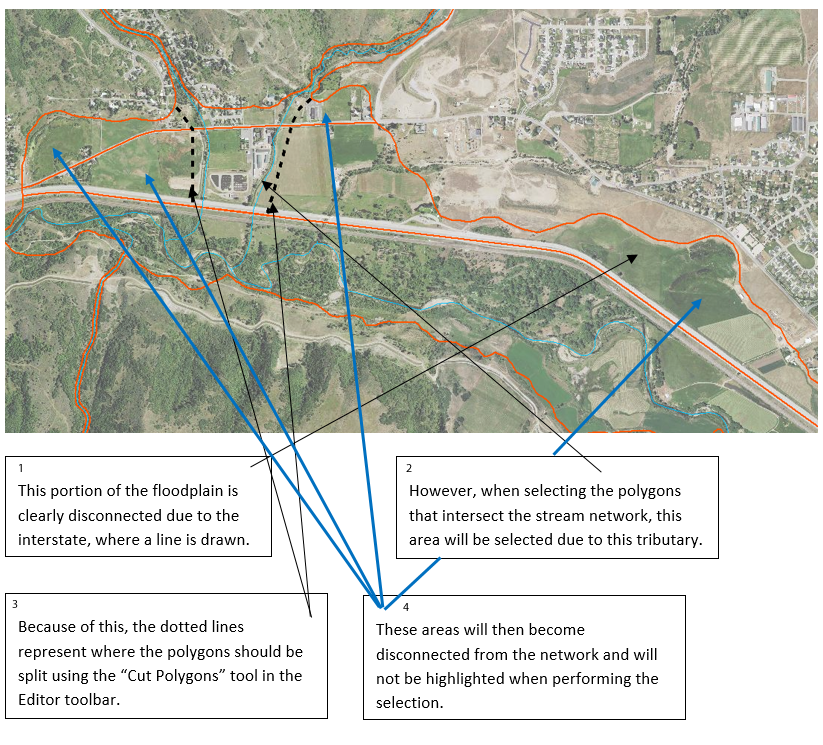 1
This portion of the floodplain is
clearly disconnected due to the
interstate, where a line is drawn.
2
However, when selecting the polygons
that intersect the stream network, this
area will be selected due to this tributary.
3
Because of this, the dotted lines
represent where the polygons should be
split using the “Cut Polygons” tool in the
Editor toolbar.
4
These areas will then become
disconnected from the network and will
not be highlighted when performing the
selection.